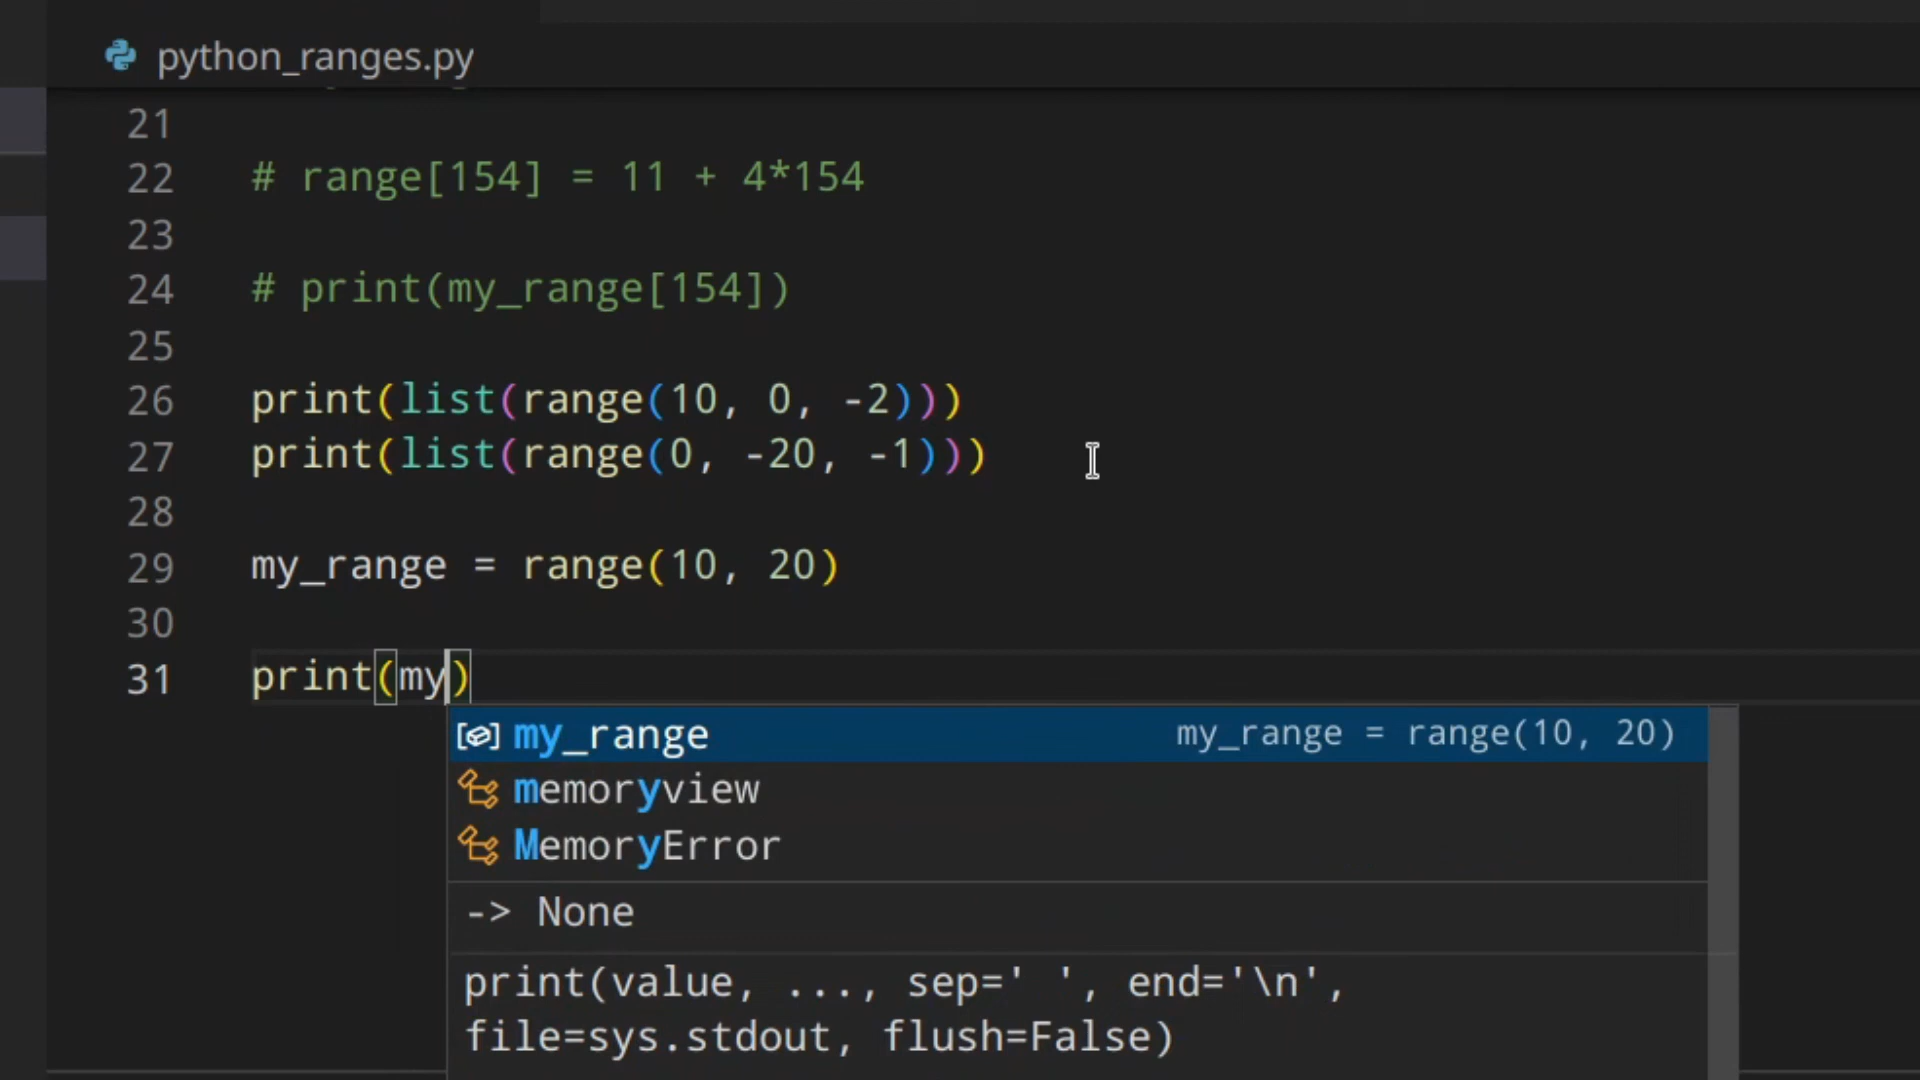 python_ranges.py
21
22 # range[154] = 11 + 4*154
23
24 # print(my_range[154])
25
26 print(list(range(10, 0, -2)))
27 print(list(range(0, -20, -1)))
28
29 my_range = range(10, 20)
30
31 print(my)
my_range my_range = range(10, 20)
memoryview
MemoryError
-> None
print(value, ..., sep=' ', end='\n',
file=sys.stdout, flush=False)